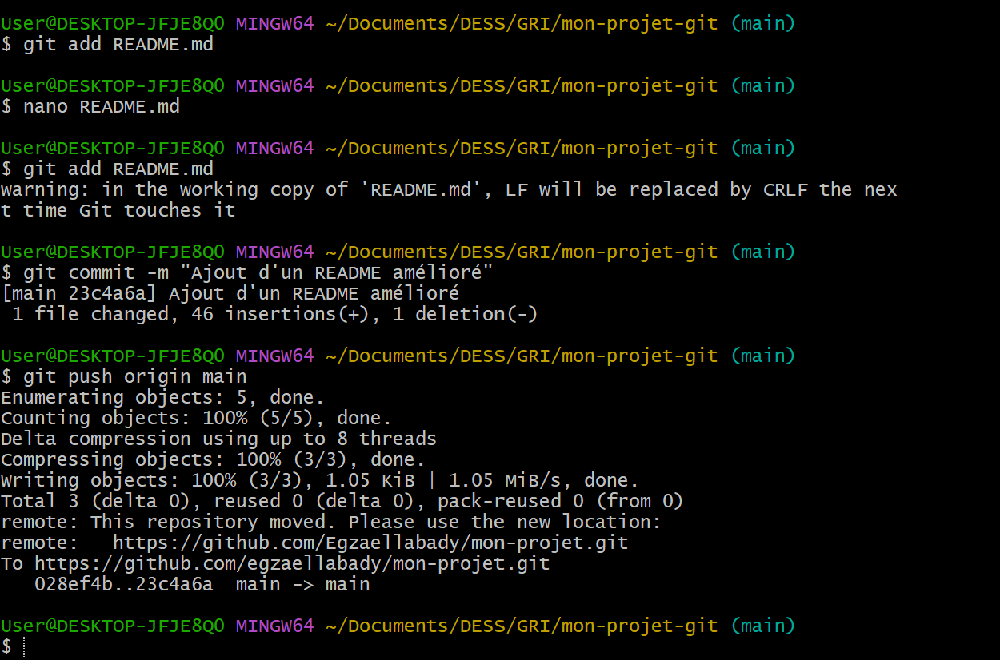 User@DESKTOP-JFJE8QO MINGW64 ~/Documents/DESS/GRI/mon-projet-git (main)
$ git add README.md
User@DESKTOP-JFJE8QO MINGW64 ~/Documents/DESS/GRI/mon-projet-git (main)
$ nano README.md
User@DESKTOP-JFJE8QO MINGW64 ~/Documents/DESS/GRI/mon-projet-git (main)
$ git add README.md
warning: in the working copy of 'README.md', LF will be replaced by CRLF the nex
t time Git touches it
User@DESKTOP-JFJE8QO MINGW64 ~/Documents/DESS/GRI/mon-projet-git (main)
$ git commit -m "Ajout d'un README amélioré"
[main 23c4a6a] Ajout d'un README amélioré
 1 file changed, 46 insertions(+), 1 deletion(-)
User@DESKTOP-JFJE8QO MINGW64 ~/Documents/DESS/GRI/mon-projet-git (main)
$ git push origin main
Enumerating objects: 5, done.
Counting objects: 100% (5/5), done.
Delta compression using up to 8 threads
Compressing objects: 100% (3/3), done.
Writing objects: 100% (3/3), 1.05 KiB | 1.05 MiB/s, done.
Total 3 (delta 0), reused 0 (delta 0), pack-reused 0 (from 0)
remote: This repository moved. Please use the new location:
remote:   https://github.com/Egzaellabady/mon-projet.git
To https://github.com/egzaellabady/mon-projet.git
   028ef4b..23c4a6a  main -> main
User@DESKTOP-JFJE8QO MINGW64 ~/Documents/DESS/GRI/mon-projet-git (main)
$